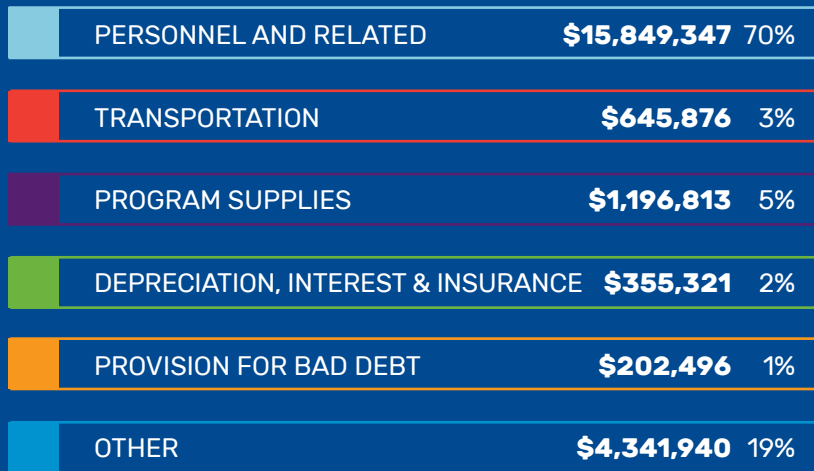 PERSONNEL AND RELATED $15,849,347 70%
TRANSPORTATION $645,876 3%
PROGRAM SUPPLIES $1,196,813 5%
DEPRECIATION, INTEREST & INSURANCE $355,321 2%
PROVISION FOR BAD DEBT $202,496 1%
OTHER $4,341,940 19%